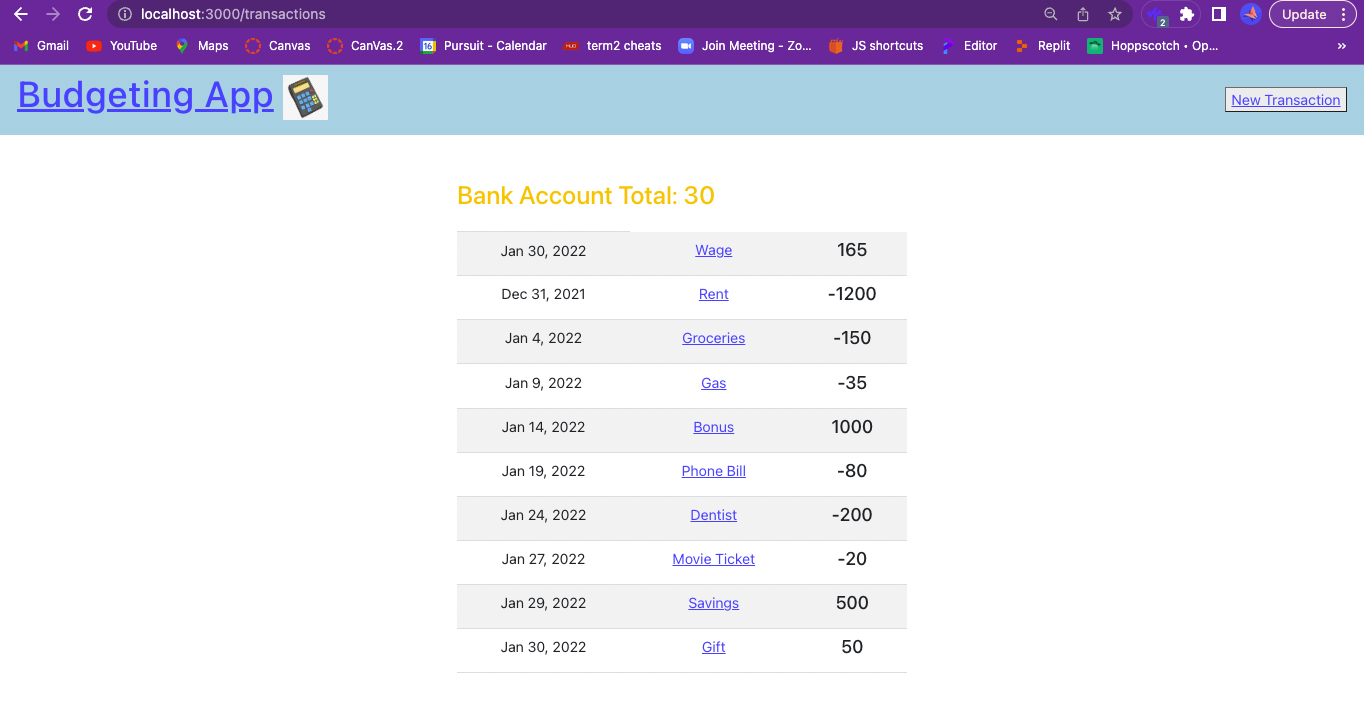 localhost:3000/transactions
2
Update
Gmail YouTube Maps Canvas CanVas.2 16 Pursuit - Calendar HUD term2 cheats Join Meeting - Zo... JS shortcuts Editor Replit Hoppscotch • Op... »
Budgeting App
New Transaction
Bank Account Total: 30
Jan 30, 2022 Wage 165
Dec 31, 2021 Rent -1200
Jan 4, 2022 Groceries -150
Jan 9, 2022 Gas -35
Jan 14, 2022 Bonus 1000
Jan 19, 2022 Phone Bill -80
Jan 24, 2022 Dentist -200
Jan 27, 2022 Movie Ticket -20
Jan 29, 2022 Savings 500
Jan 30, 2022 Gift 50